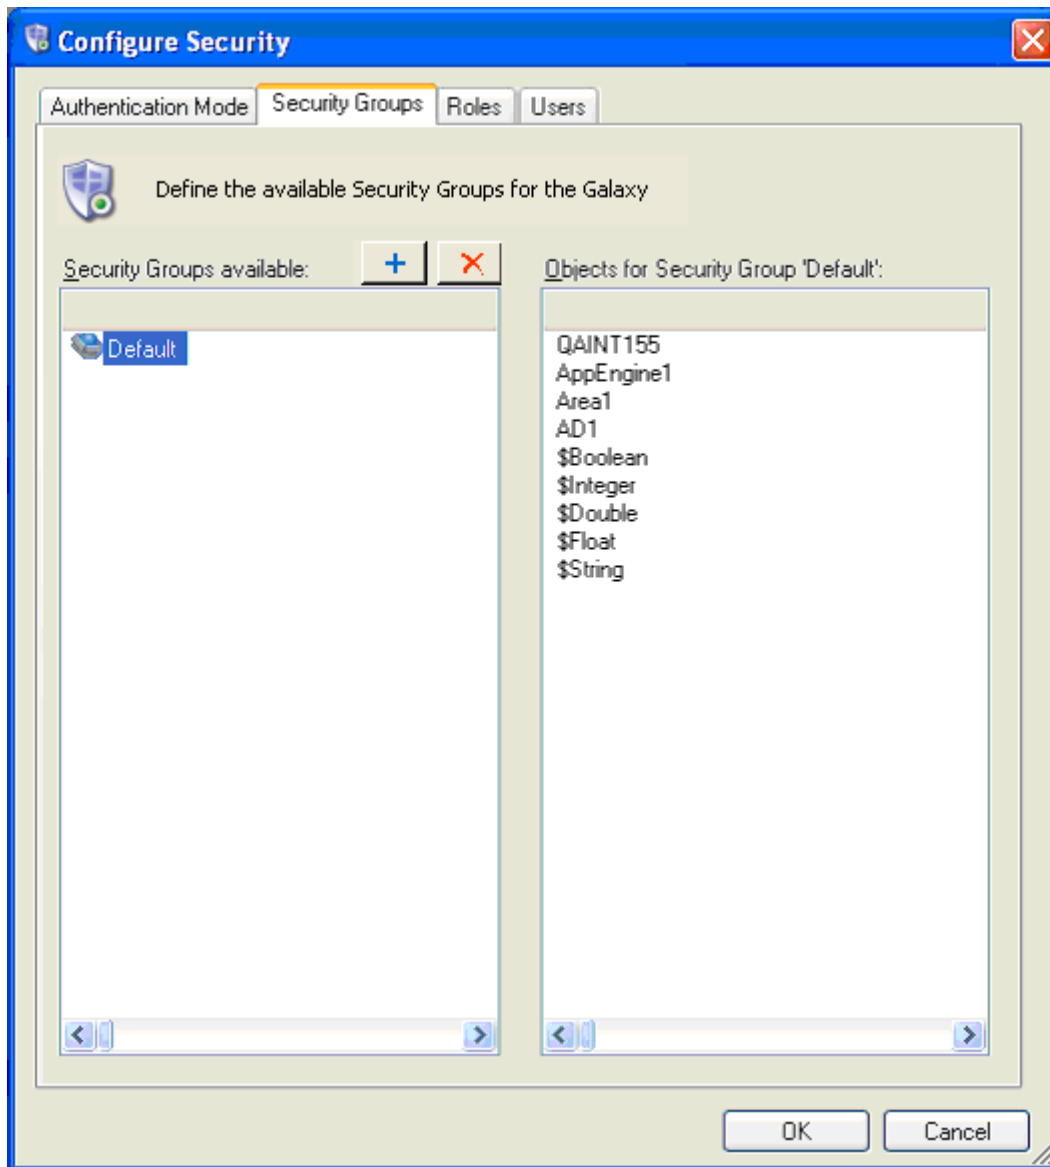 Configure Security
Authentication Mode
Security Groups
Roles
Users
Define the available Security Groups for the Galaxy
Security Groups available:
Default
Objects for Security Group 'Default':
QAINT155
AppEngine1
Area1
AD1
$Boolean
$Integer
$Double
$Float
$String
OK
Cancel